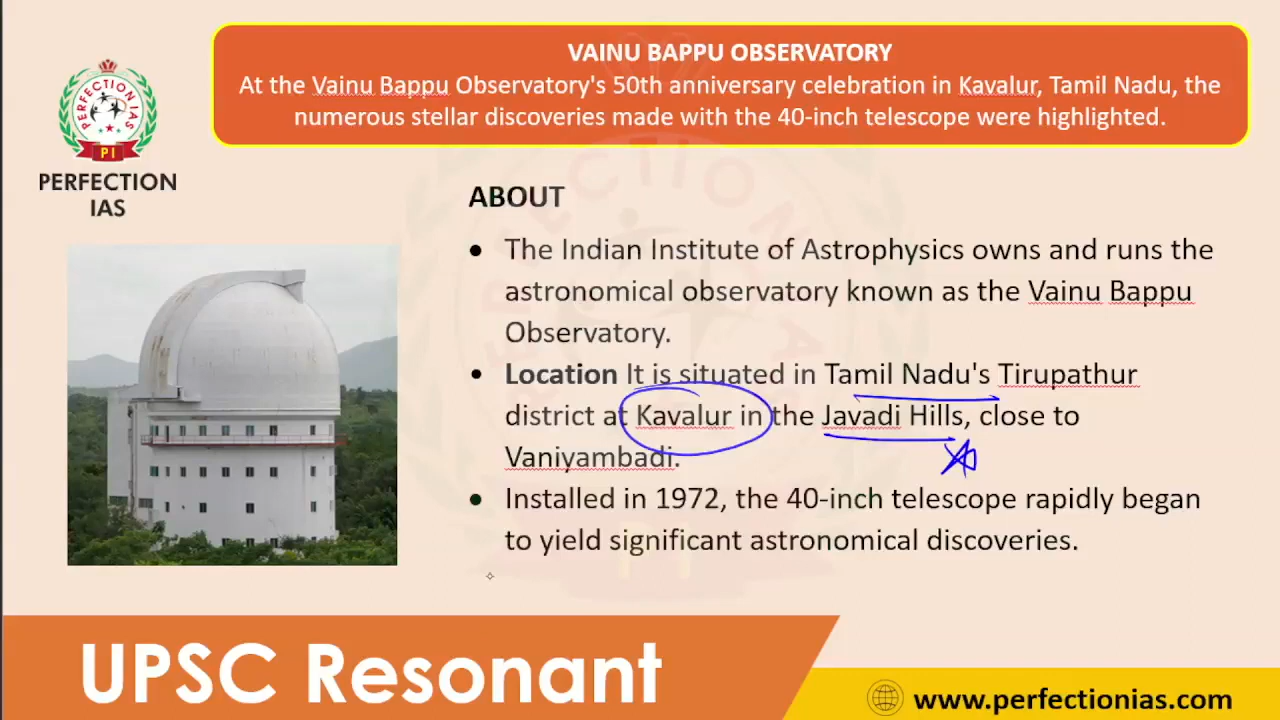 VAINU BAPPU OBSERVATORY
At the Vainu Bappu Observatory's 50th anniversary celebration in Kavalur, Tamil Nadu, the
numerous stellar discoveries made with the 40-inch telescope were highlighted.
PERFECTION IAS
PI
PERFECTION
IAS
ABOUT
• The Indian Institute of Astrophysics owns and runs the
astronomical observatory known as the Vainu Bappu
Observatory.
• Location It is situated in Tamil Nadu's Tirupathur
district at Kavalur in the Javadi Hills, close to
Vaniyambadi.
• Installed in 1972, the 40-inch telescope rapidly began
to yield significant astronomical discoveries.
PERFECTION IAS
PI
UPSC Resonant
www.perfectionias.com